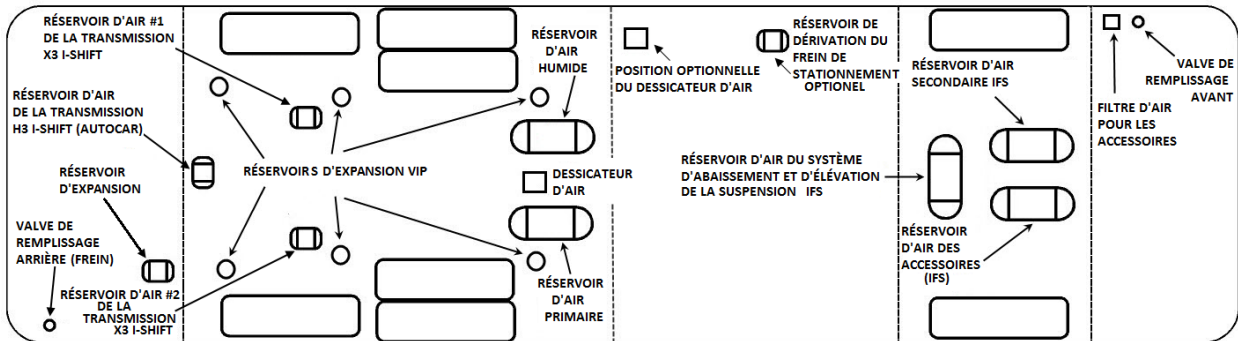 RÉSERVOIR D'AIR #1
DE LA TRANSMISSION
X3 I-SHIFT
RÉSERVOIR D'AIR
DE LA TRANSMISSION
H3 I-SHIFT (AUTOCAR)
RÉSERVOIR
D'EXPANSION
VALVE DE
REMPLISSAGE
ARRIÈRE (FREIN)
RÉSERVOIR D'AIR #2
DE LA
TRANSMISSION
X3 I-SHIFT
RÉSERVOIRS D'EXPANSION VIP
RÉSERVOIR
D'AIR
HUMIDE
DESSICATEUR
D'AIR
RÉSERVOIR
D'AIR
PRIMAIRE
POSITION OPTIONNELLE
DU DESSICATEUR D'AIR
RÉSERVOIR DE
DÉRIVATION DU
FREIN DE
STATIONNEMENT
OPTIONEL
RÉSERVOIR D'AIR DU SYSTÈME
D'ABAISSEMENT ET D'ÉLÉVATION
DE LA SUSPENSION IFS
RÉSERVOIR D'AIR
SECONDAIRE IFS
RÉSERVOIR
D'AIR DES
ACCESSOIRES
(IFS)
FILTRE D'AIR
POUR LES
ACCESSOIRES
VALVE DE
REMPLISSAGE
AVANT